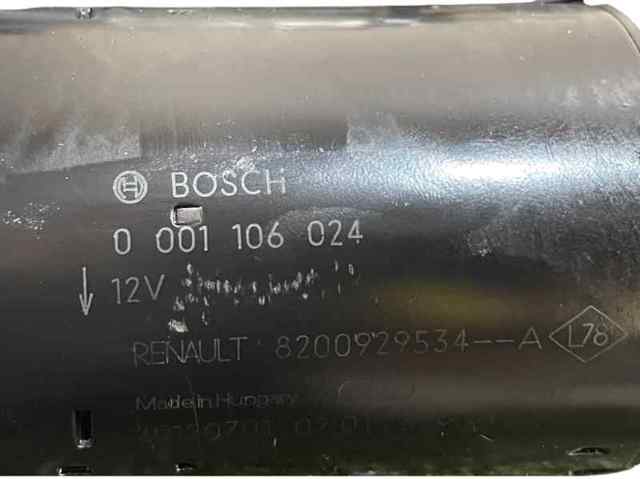 BOSCH
0 001 106 024
12V
RENAULT 8200929534--A L78
Made in Hungary